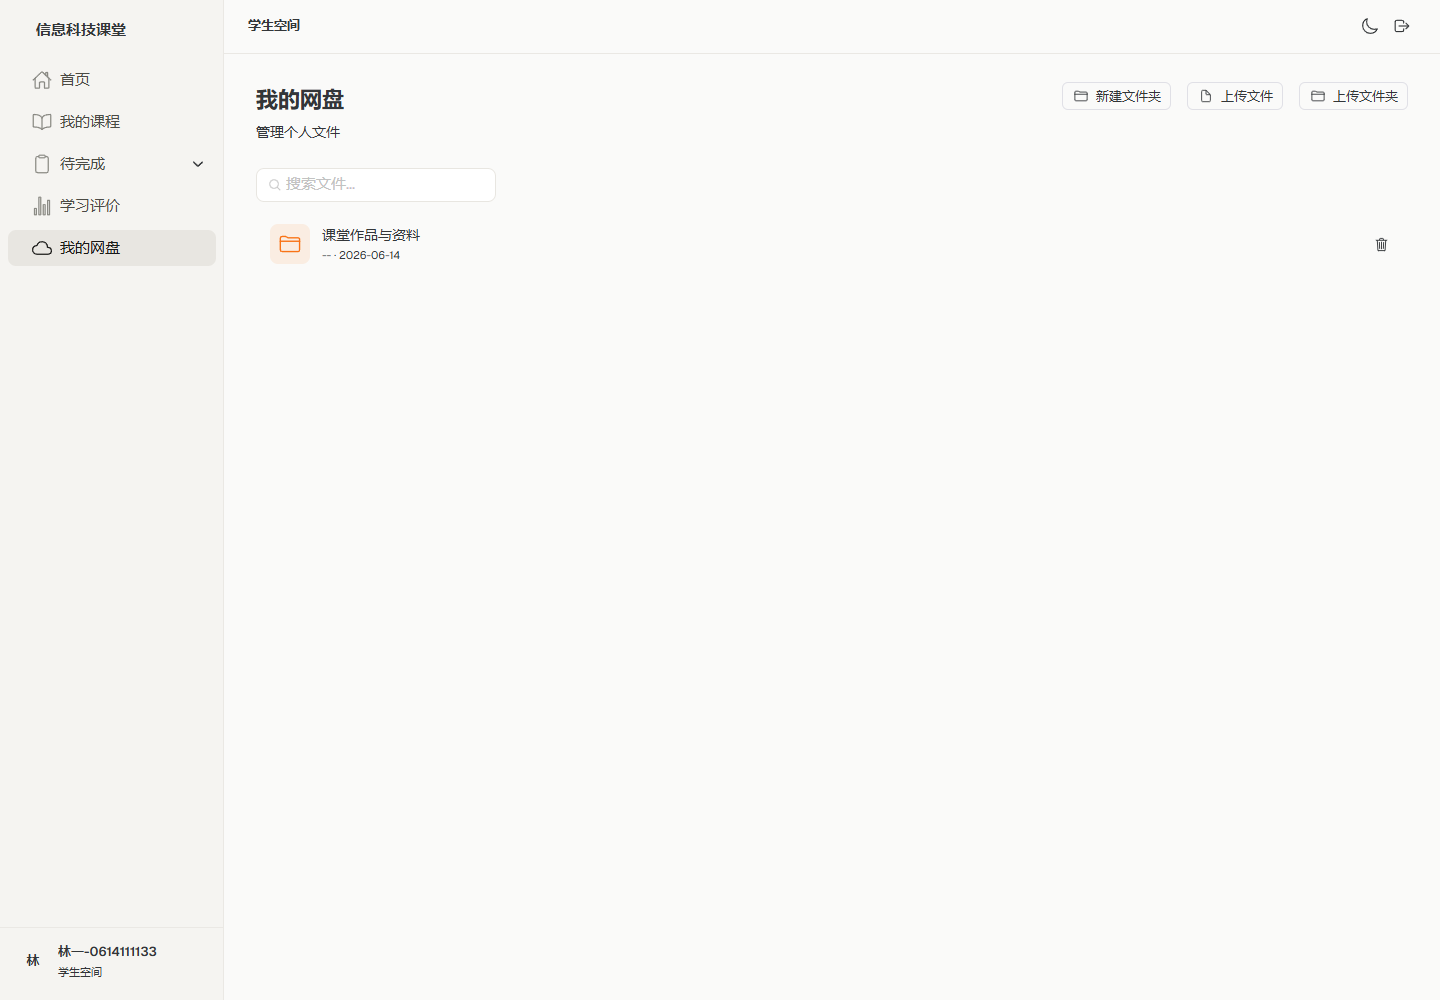 信息科技课堂
首页
我的课程
待完成
学习评价
我的网盘
林
林一-0614111133
学生空间
学生空间
我的网盘
管理个人文件
新建文件夹
上传文件
上传文件夹
搜索文件...
课堂作品与资料
-- · 2026-06-14